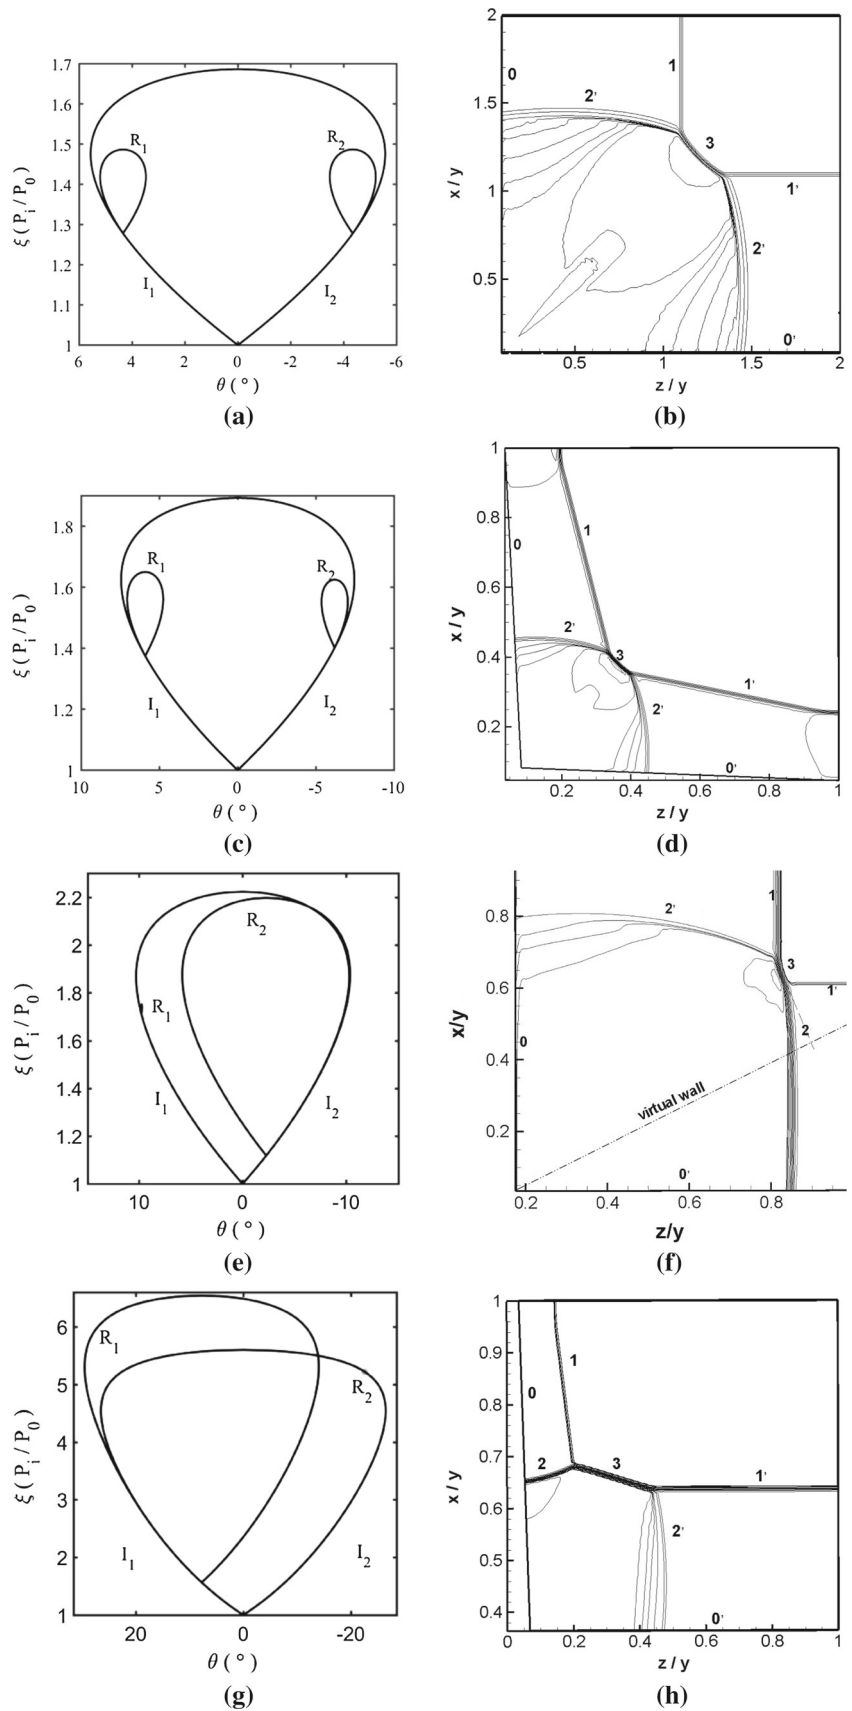 1.7
1.6
1.5
1.4
1.3
1.2
1.1
1
6 4 2 0 -2 -4 -6
ξ ( P_i / P_0 )
θ ( ° )
R_1
R_2
I_1
I_2
(a)
2
1.5
1
0.5
0.5 1 1.5 2
x / y
z / y
0
1
2'
3
1'
2'
0'
(b)
1.8
1.6
1.4
1.2
1
10 5 0 -5 -10
ξ ( P_i / P_0 )
θ ( ° )
R_1
R_2
I_1
I_2
(c)
1
0.8
0.6
0.4
0.2
0.2 0.4 0.6 0.8 1
x / y
z / y
0
1
2'
3
1'
2'
0'
(d)
2.2
2
1.8
1.6
1.4
1.2
1
10 0 -10
ξ ( P_i / P_0 )
θ ( ° )
R_2
R_1
I_1
I_2
(e)
0.8
0.6
0.4
0.2
0.2 0.4 0.6 0.8
x/y
z/y
1'
2'
3
1'
2
0
virtual wall
0'
(f)
6
5
4
3
2
1
20 0 -20
ξ ( P_i / P_0 )
θ ( ° )
R_1
R_2
I_1
I_2
(g)
1
0.9
0.8
0.7
0.6
0.5
0.4
0 0.2 0.4 0.6 0.8 1
x / y
z / y
1
0
2
3
1'
2'
0'
(h)